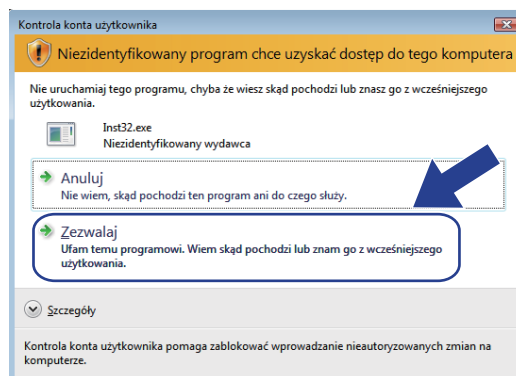 Kontrola konta użytkownika
Niezidentyfikowany program chce uzyskać dostęp do tego komputera
Nie uruchamiaj tego programu, chyba że wiesz skąd pochodzi lub znasz go z wcześniejszego
użytkowania.
Inst32.exe
Niezidentyfikowany wydawca
Anuluj
Nie wiem, skąd pochodzi ten program ani do czego służy.
Zezwalaj
Ufam temu programowi. Wiem skąd pochodzi lub znam go z wcześniejszego
użytkowania.
Szczegóły
Kontrola konta użytkownika pomaga zablokować wprowadzanie nieautoryzowanych zmian na
komputerze.